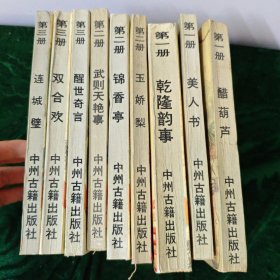 第三册
连城璧
中州古籍出版社
第三册
双合欢
中州古籍出版社
第三册
醒世奇言
中州古籍出版社
第二册
武则天艳事
中州古籍出版社
第二册
锦香亭
中州古籍出版社
第二册
玉娇梨
中州古籍出版社
第一册
乾隆韵事
中州古籍出版社
第一册
美人书
中州古籍出版社
第一册
醋葫芦
中州古籍出版社